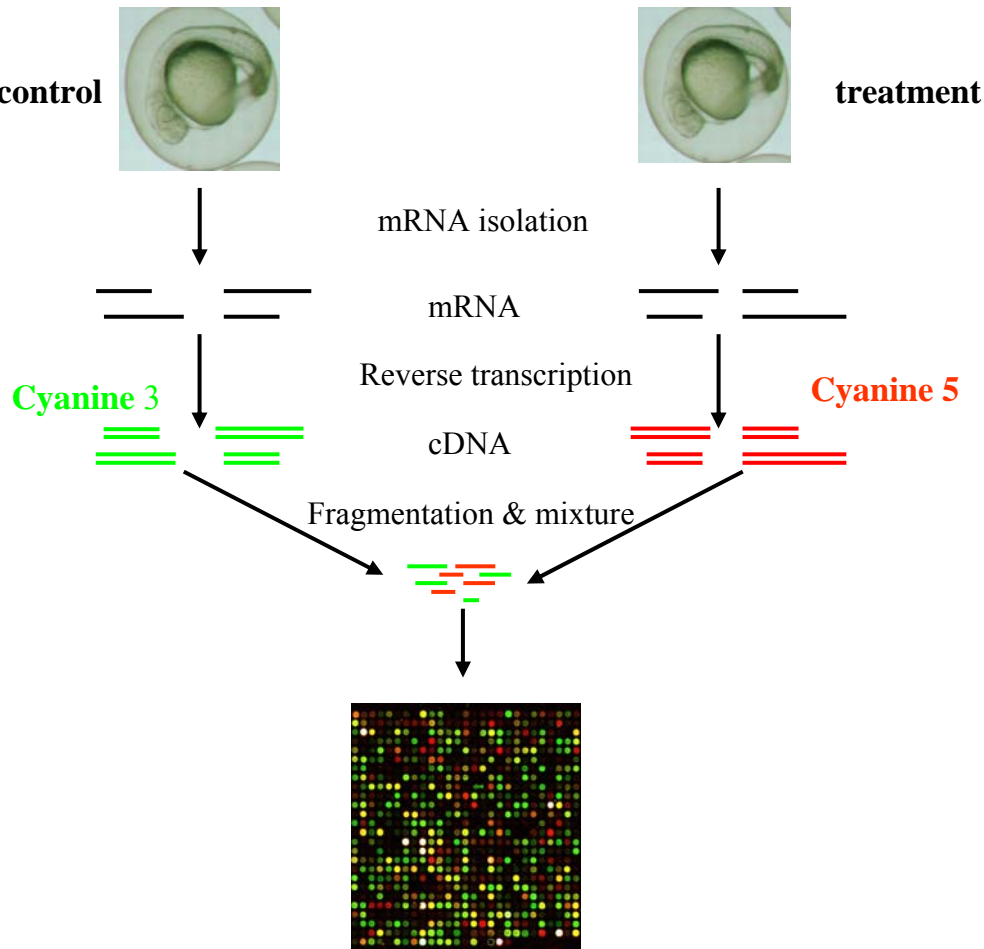 control
treatment
mRNA isolation
mRNA
Reverse transcription
Cyanine 3
Cyanine 5
cDNA
Fragmentation & mixture